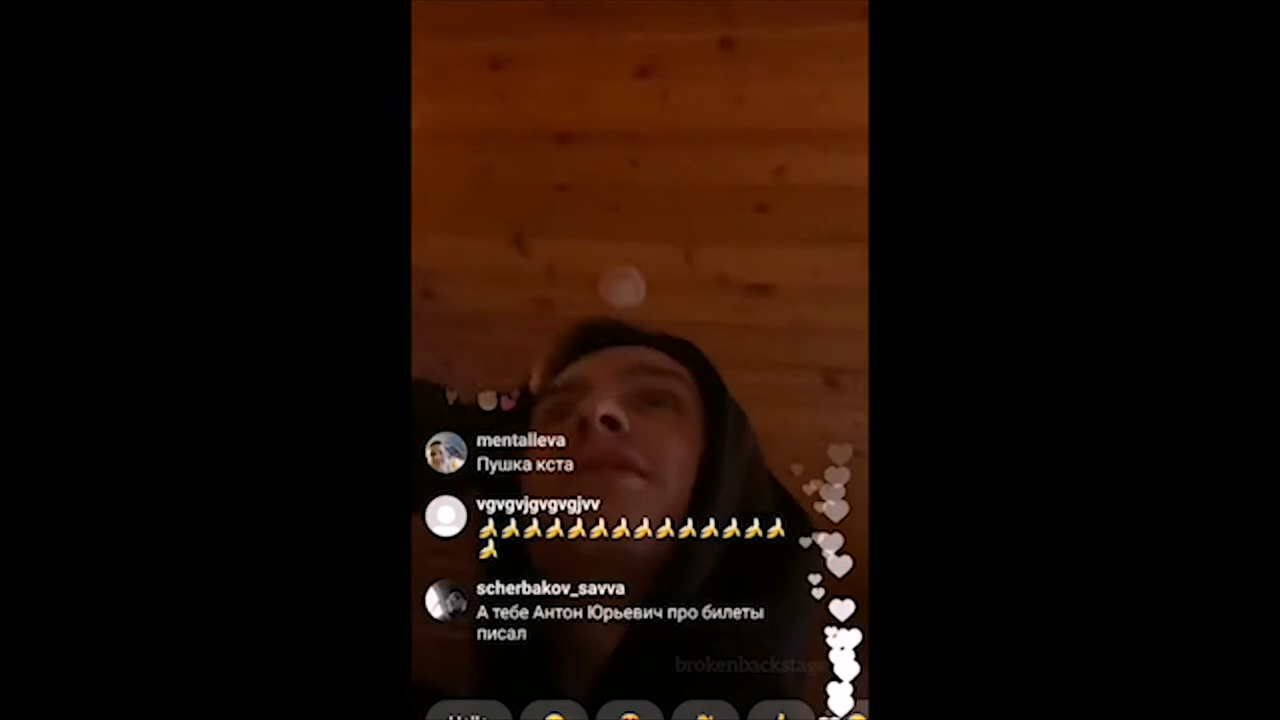 mentalleva
Пушка кста
vgvgvjgvgvgjvv
🍌🍌🍌🍌🍌🍌🍌🍌🍌🍌🍌🍌🍌🍌
🍌
scherbakov_savva
А тебе Антон Юрьевич про билеты
писал
brokenbackstage